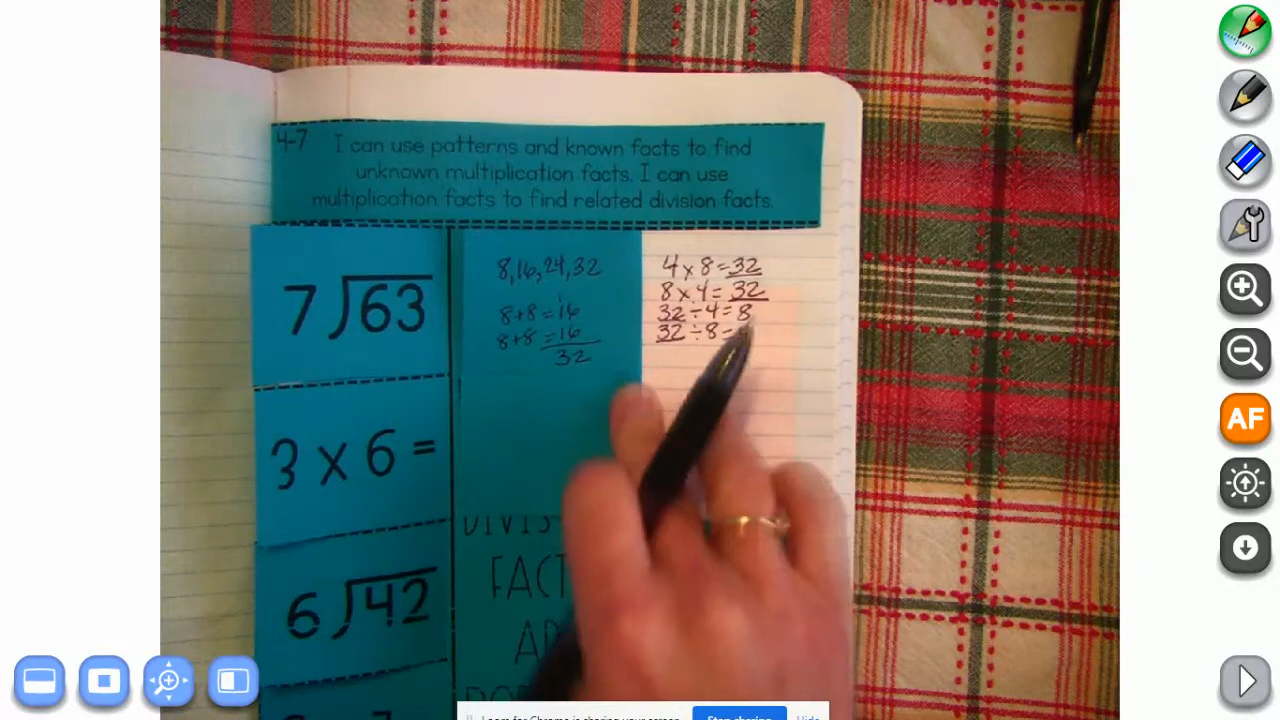 4-7
I can use patterns and known facts to find
unknown multiplication facts. I can use
multiplication facts to find related division facts.
7 √63
3 x 6 =
6 √42
8, 16, 24, 32
8+8=16
8+8=16
32
DIVIS
FACT
4 x 8 = 32
8 x 4 = 32
32 ÷ 4 = 8
32 ÷ 8 =
AF
Stop sharing
Hide